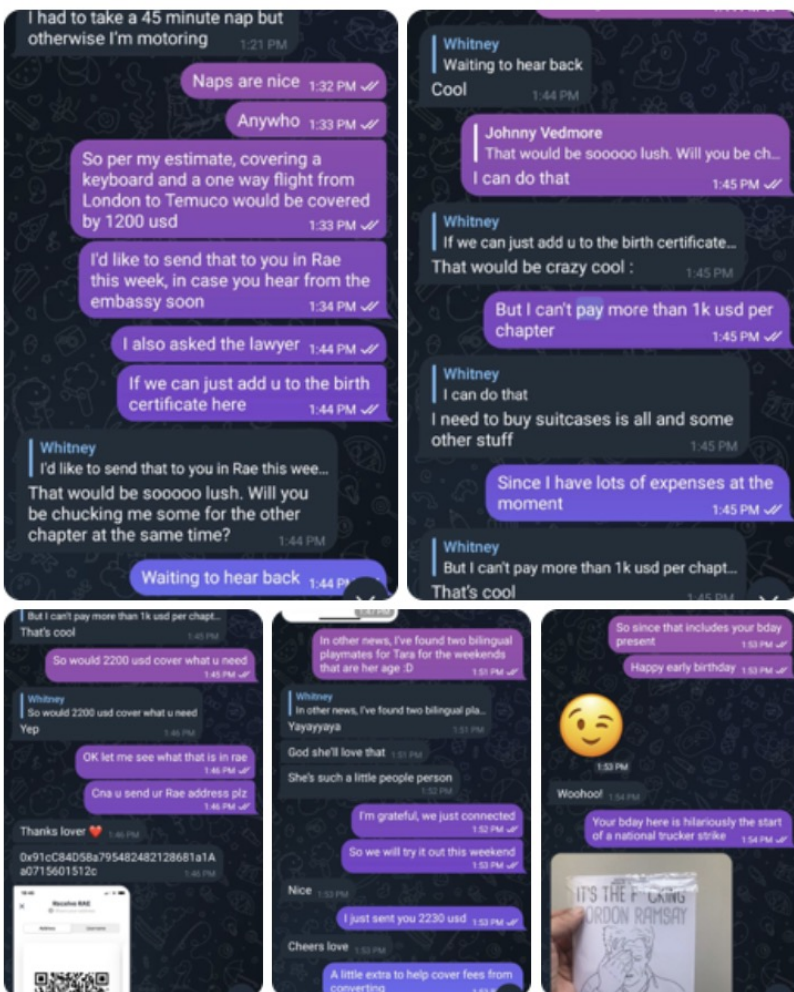 I had to take a 45 minute nap but
otherwise I'm motoring 1:21 PM
Naps are nice 1:32 PM
Anywho 1:33 PM
So per my estimate, covering a
keyboard and a one way flight from
London to Temuco would be covered
by 1200 usd 1:33 PM
I'd like to send that to you in Rae
this week, in case you hear from the
embassy soon 1:34 PM
I also asked the lawyer 1:44 PM
If we can just add u to the birth
certificate here 1:44 PM
Whitney
I'd like to send that to you in Rae this wee...
That would be sooooo lush. Will you
be chucking me some for the other
chapter at the same time? 1:44 PM
Waiting to hear back 1:44 PM
Whitney
Waiting to hear back
Cool 1:44 PM
Johnny Vedmore
That would be sooooo lush. Will you be ch...
I can do that 1:45 PM
Whitney
If we can just add u to the birth certificate...
That would be crazy cool : 1:45 PM
But I can't pay more than 1k usd per
chapter 1:45 PM
Whitney
I can do that
I need to buy suitcases is all and some
other stuff 1:45 PM
Since I have lots of expenses at the
moment 1:45 PM
Whitney
But I can't pay more than 1k usd per chapt...
That's cool 1:45 PM
But I can't pay more than 1k usd per chapt...
That's cool 1:45 PM
So would 2200 usd cover what u need
1:45 PM
Whitney
So would 2200 usd cover what u need
Yep 1:46 PM
OK let me see what that is in rae
1:46 PM
Cna u send ur Rae address plz
1:46 PM
Thanks lover ❤️ 1:46 PM
0x91cC84D58a795482482128681a1A
a0715601512c 1:46 PM
Receive RAE
Address Username
1:47 PM
In other news, I've found two bilingual
playmates for Tara for the weekends
that are her age :D 1:51 PM
Whitney
In other news, I've found two bilingual pla...
Yayayyaya
God she'll love that 1:51 PM
She's such a little people person
1:52 PM
I'm grateful, we just connected
1:52 PM
So we will try it out this weekend
1:53 PM
Nice 1:53 PM
I just sent you 2230 usd 1:53 PM
Cheers love 1:53 PM
A little extra to help cover fees from
converting
So since that includes your bday
present 1:53 PM
Happy early birthday 1:53 PM
😉
1:53 PM
Woohoo! 1:54 PM
Your bday here is hilariously the start
of a national trucker strike 1:54 PM
IT'S THE F*CKING
GORDON RAMSAY